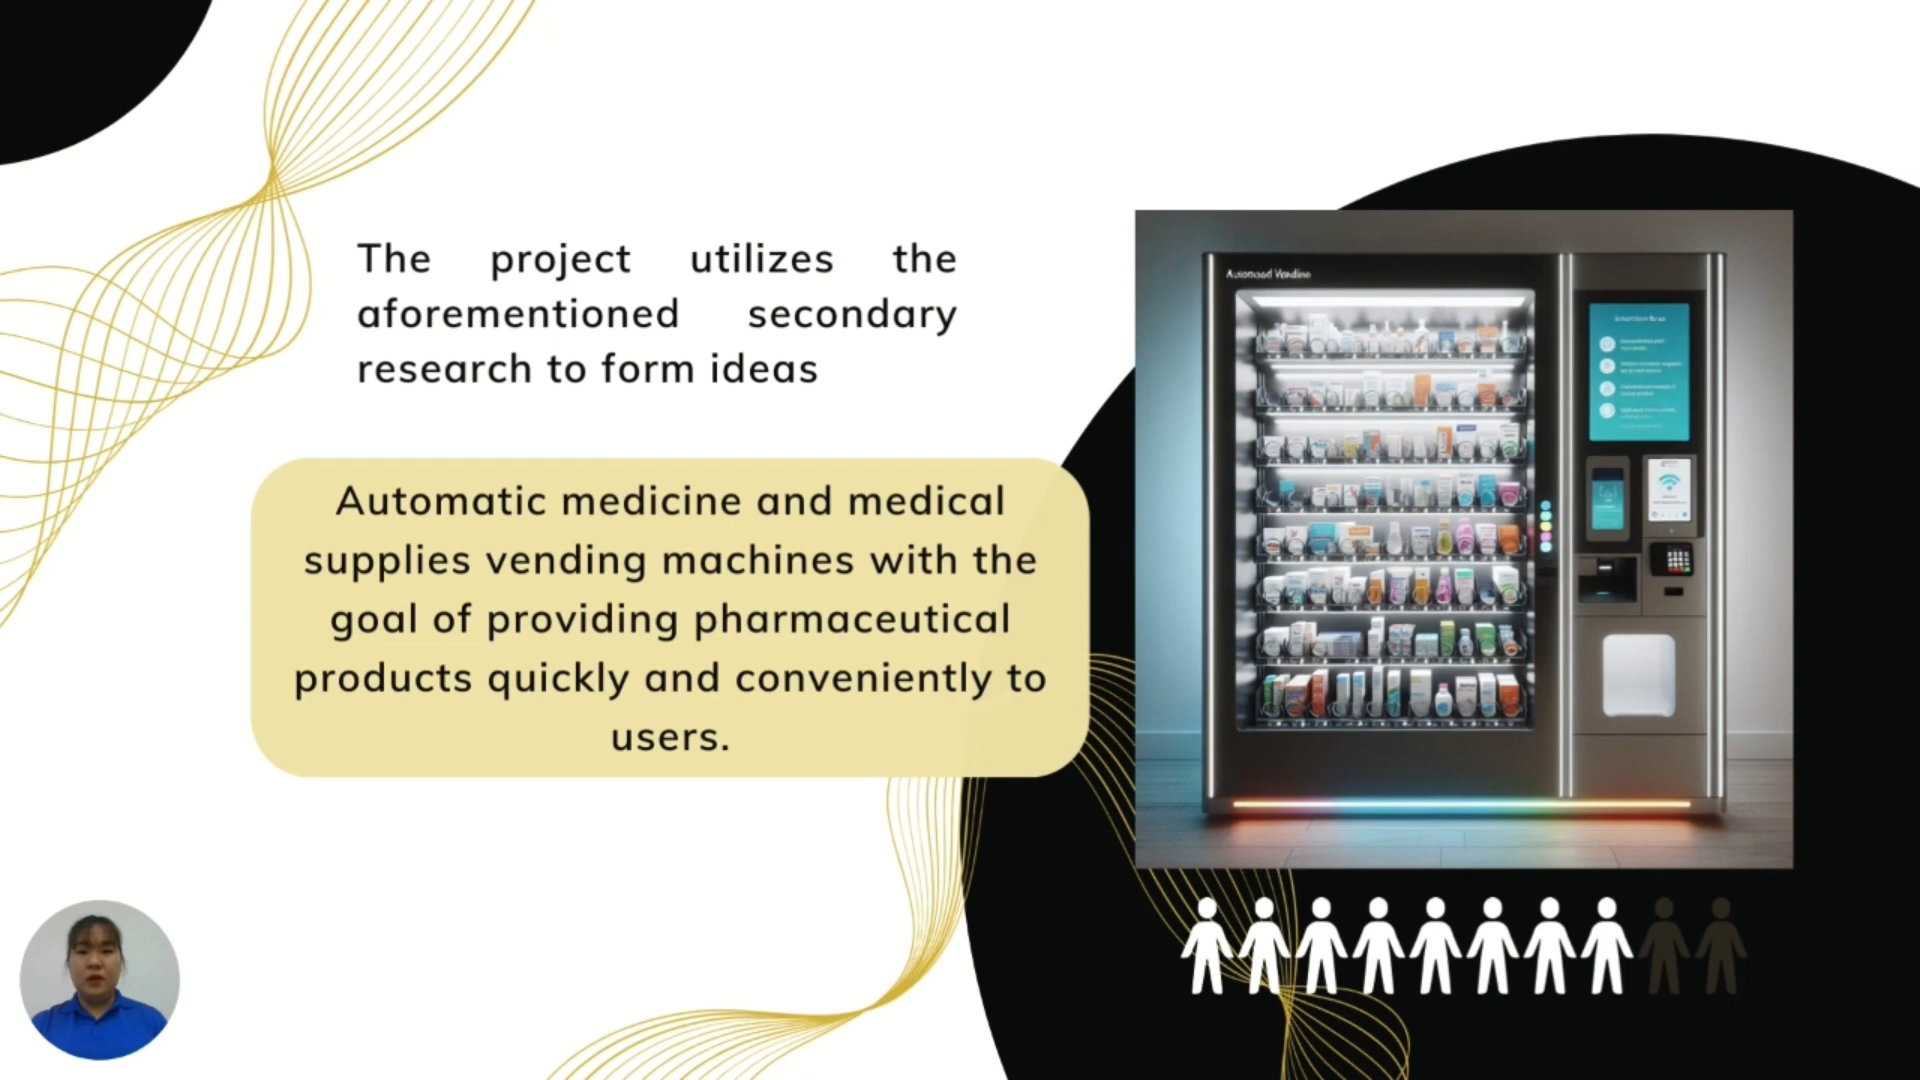 The project utilizes the
aforementioned secondary
research to form ideas
Automatic medicine and medical
supplies vending machines with the
goal of providing pharmaceutical
products quickly and conveniently to
users.